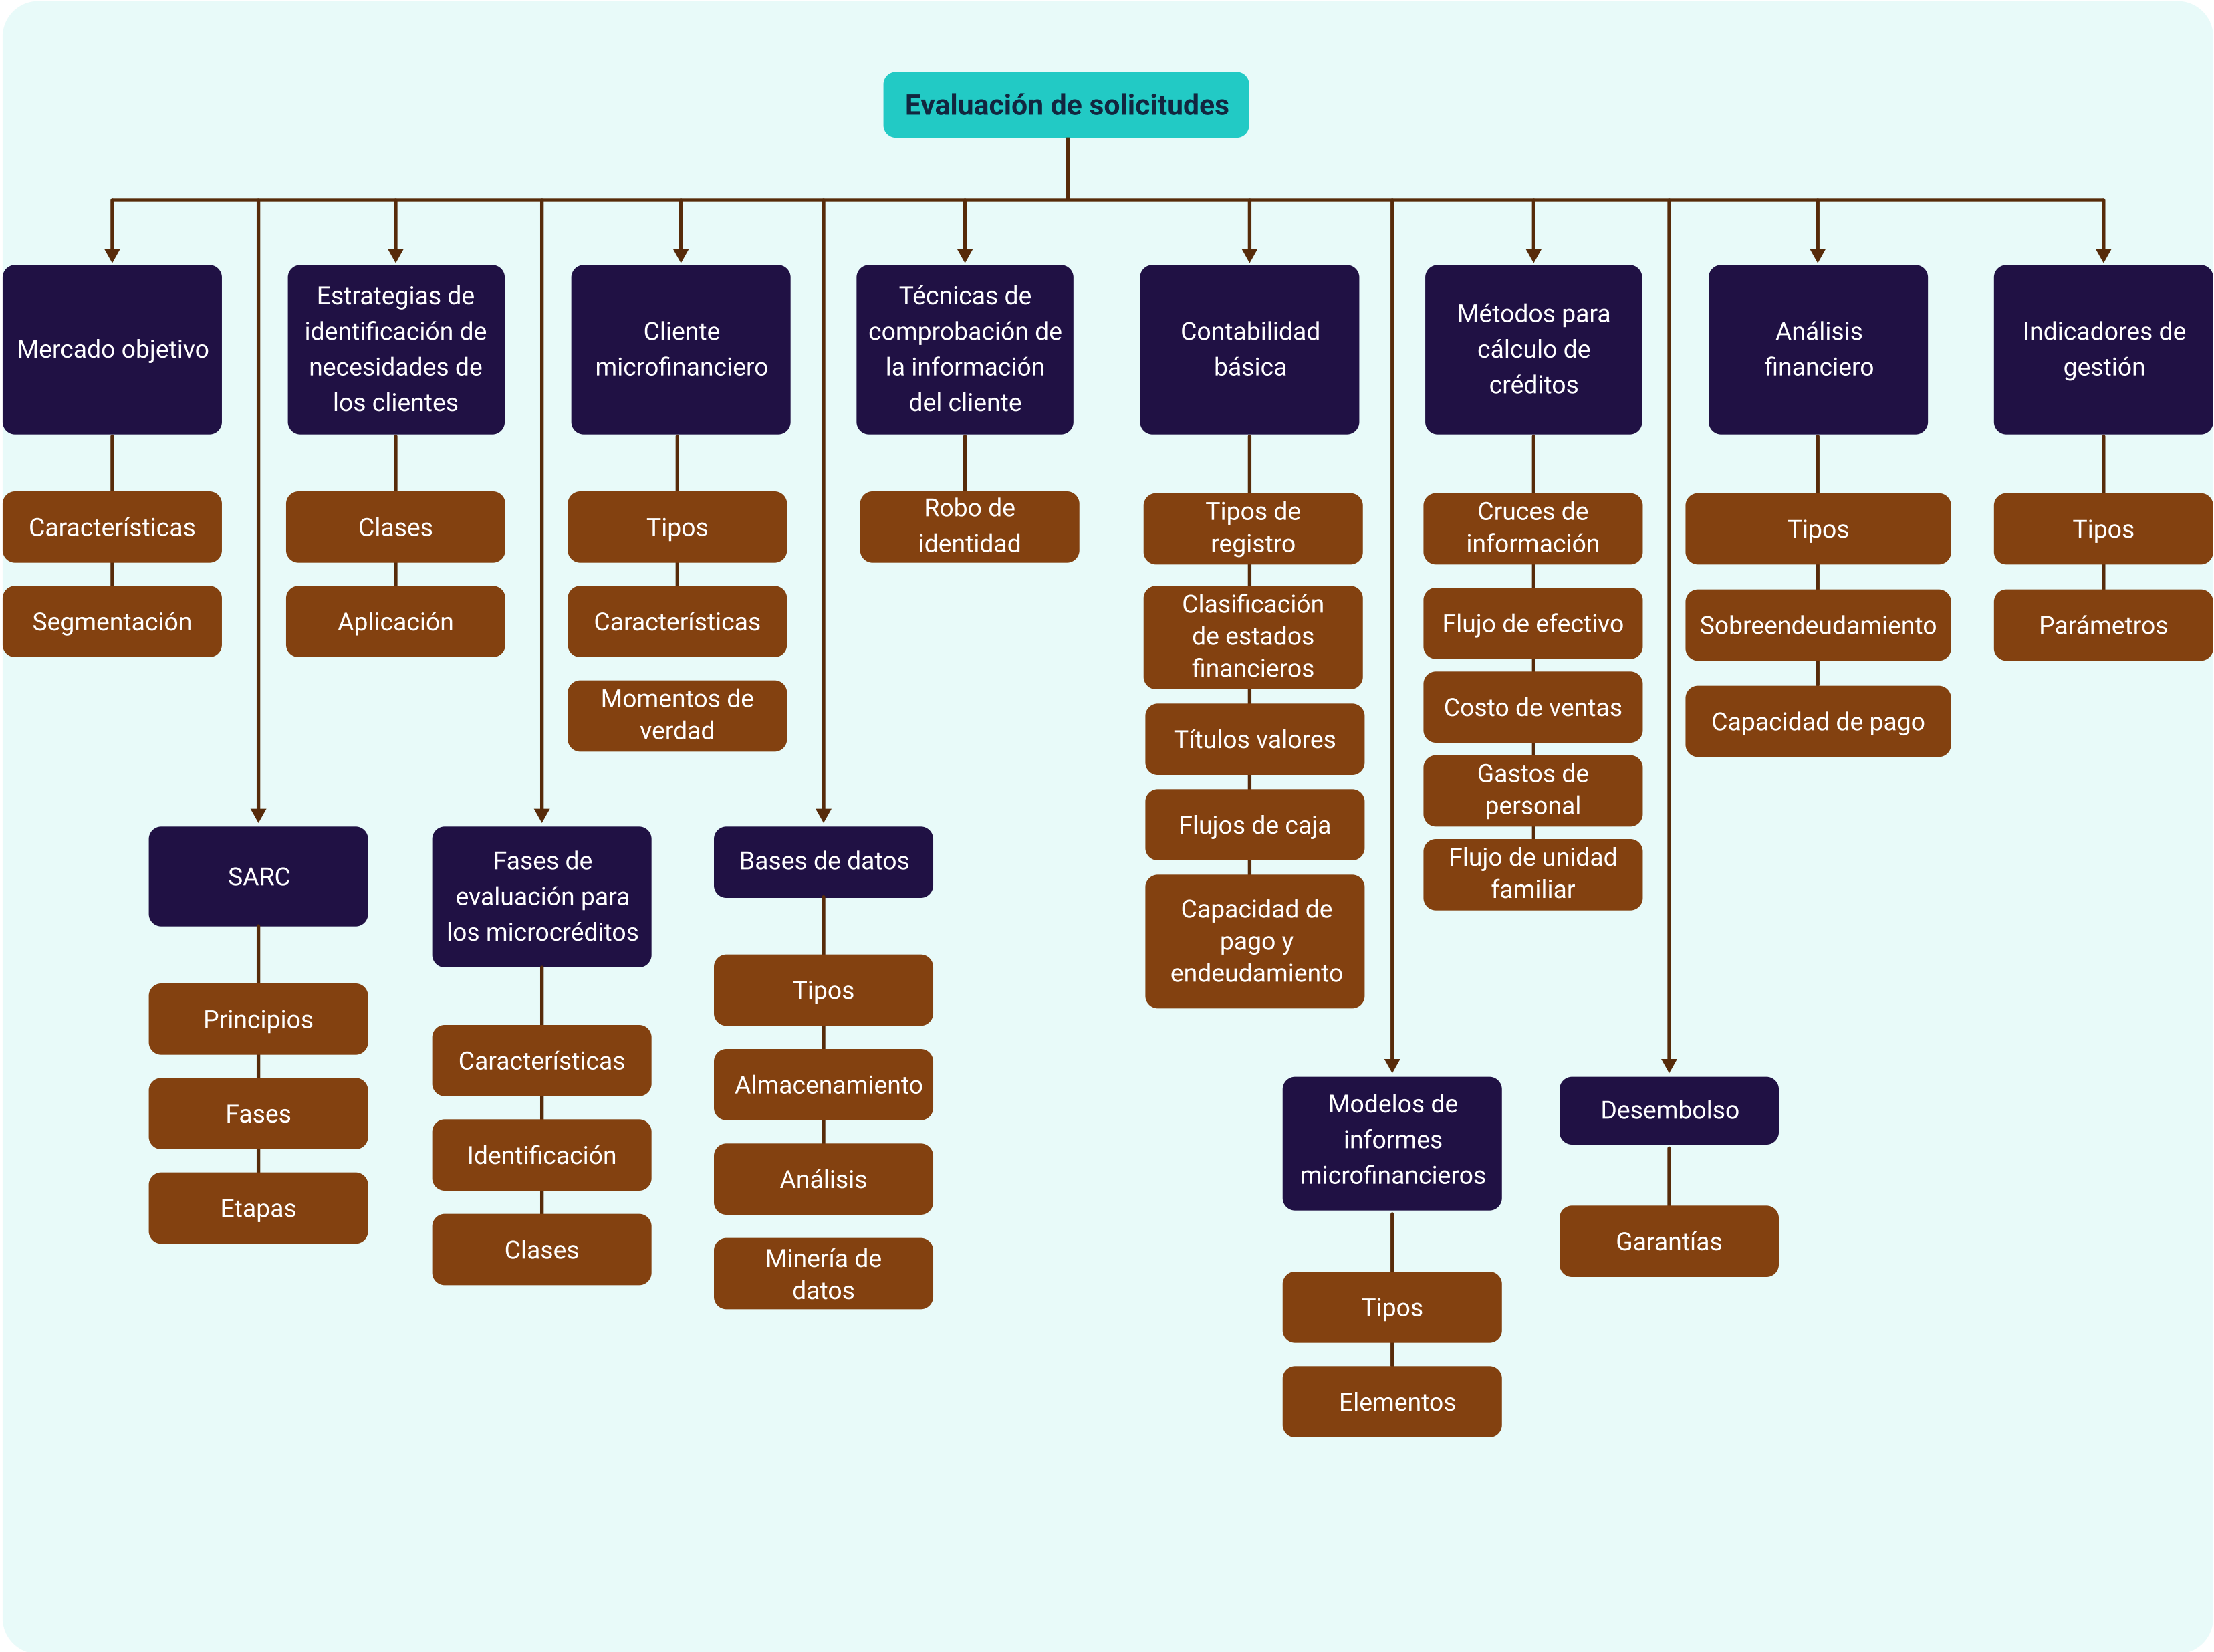 Evaluación de solicitudes
Mercado objetivo
Características
Segmentación
SARC
Principios
Fases
Etapas
Estrategias de
identificación de
necesidades de
los clientes
Clases
Aplicación
Fases de
evaluación para
los microcréditos
Características
Identificación
Clases
Cliente
microfinanciero
Tipos
Características
Momentos de
verdad
Bases de datos
Tipos
Almacenamiento
Análisis
Minería de
datos
Técnicas de
comprobación de
la información
del cliente
Robo de
identidad
Contabilidad
básica
Tipos de
registro
Clasificación
de estados
financieros
Títulos valores
Flujos de caja
Capacidad de
pago y
endeudamiento
Modelos de
informes
microfinancieros
Tipos
Elementos
Métodos para
cálculo de
créditos
Cruces de
información
Flujo de efectivo
Costo de ventas
Gastos de
personal
Flujo de unidad
familiar
Desembolso
Garantías
Análisis
financiero
Tipos
Sobreendeudamiento
Capacidad de pago
Indicadores de
gestión
Tipos
Parámetros